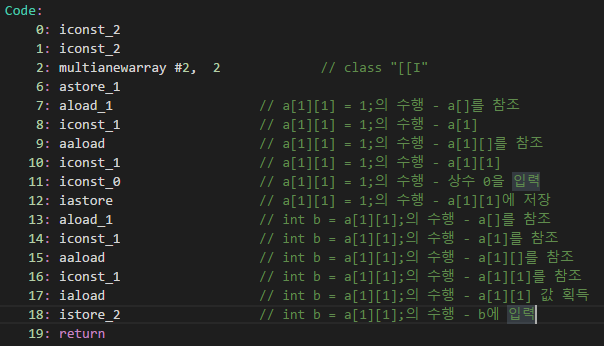 Code:
0: iconst_2
1: iconst_2
2: multianewarray #2,  2             // class "[[I"
6: astore_1
7: aload_1                  // a[1][1] = 1;의 수행 - a[]를 참조
8: iconst_1                 // a[1][1] = 1;의 수행 - a[1]
9: aaload                   // a[1][1] = 1;의 수행 - a[1][]를 참조
10: iconst_1                 // a[1][1] = 1;의 수행 - a[1][1]
11: iconst_0                 // a[1][1] = 1;의 수행 - 상수 0을 입력
12: iastore                  // a[1][1] = 1;의 수행 - a[1][1]에 저장
13: aload_1                  // int b = a[1][1];의 수행 - a[]를 참조
14: iconst_1                 // int b = a[1][1];의 수행 - a[1]를 참조
15: aaload                   // int b = a[1][1];의 수행 - a[1][]를 참조
16: iconst_1                 // int b = a[1][1];의 수행 - a[1][1]를 참조
17: iaload                   // int b = a[1][1];의 수행 - a[1][1] 값 획득
18: istore_2                 // int b = a[1][1];의 수행 - b에 입력
19: return